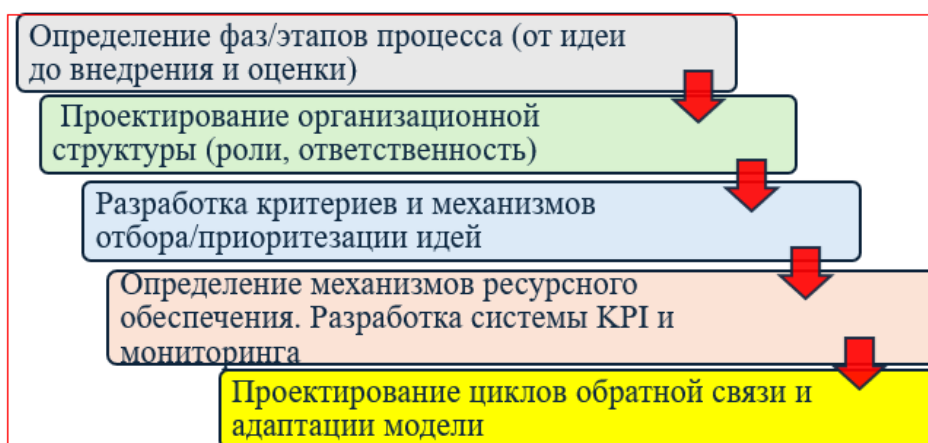 Определение фаз/этапов процесса (от идеи
до внедрения и оценки)
Проектирование организационной
структуры (роли, ответственность)
Разработка критериев и механизмов
отбора/приоритезации идей
Определение механизмов ресурсного
обеспечения. Разработка системы KPI и
мониторинга
Проектирование циклов обратной связи и
адаптации модели